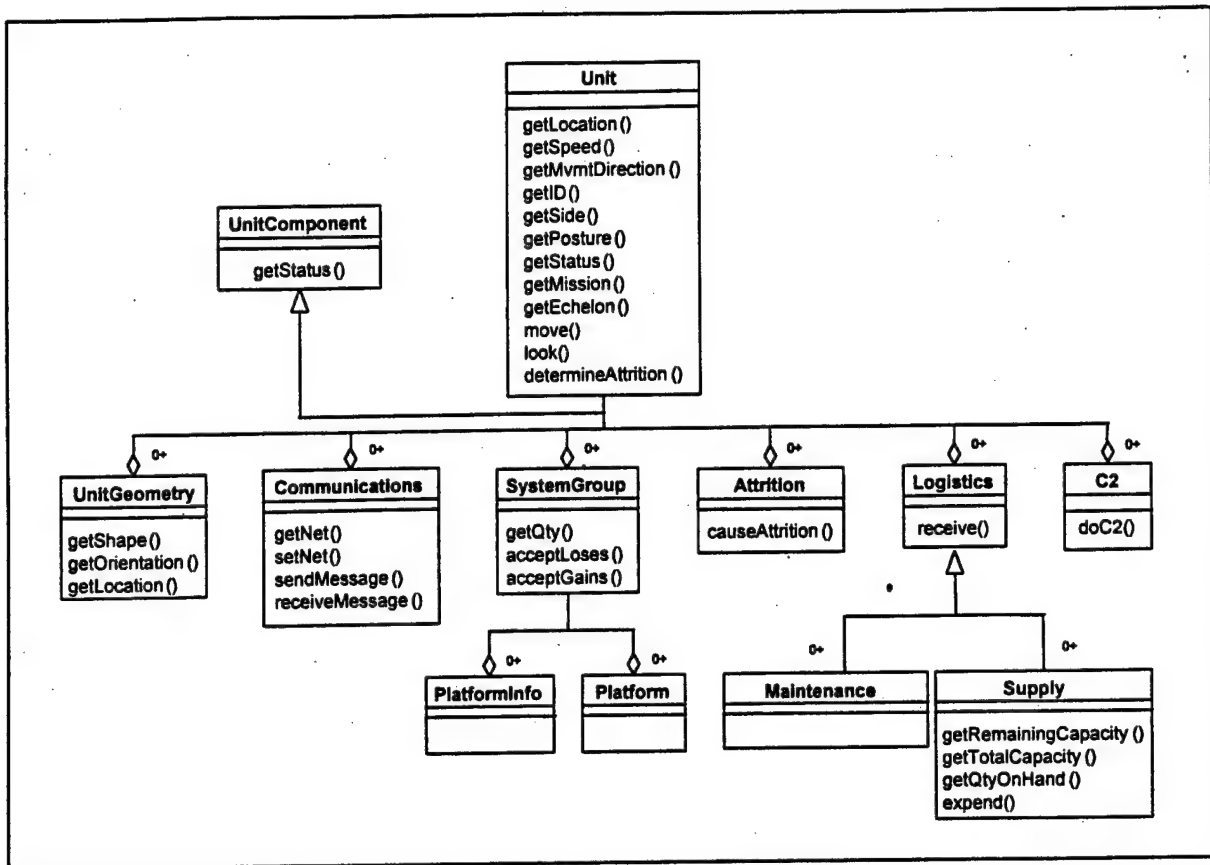 Unit
getLocation()
getSpeed()
getMvmtDirection()
getID()
getSide()
getPosture()
getStatus()
getMission()
getEchelon()
move()
look()
determineAttrition()
UnitComponent
getStatus()
0+
0+
0+
0+
0+
0+
UnitGeometry
getShape()
getOrientation()
getLocation()
Communications
getNet()
setNet()
sendMessage()
receiveMessage()
SystemGroup
getQty()
acceptLoses()
acceptGains()
Attrition
causeAttrition()
Logistics
receive()
C2
doC2()
0+
0+
0+
0+
PlatformInfo
Platform
Maintenance
Supply
getRemainingCapacity()
getTotalCapacity()
getQtyOnHand()
expend()